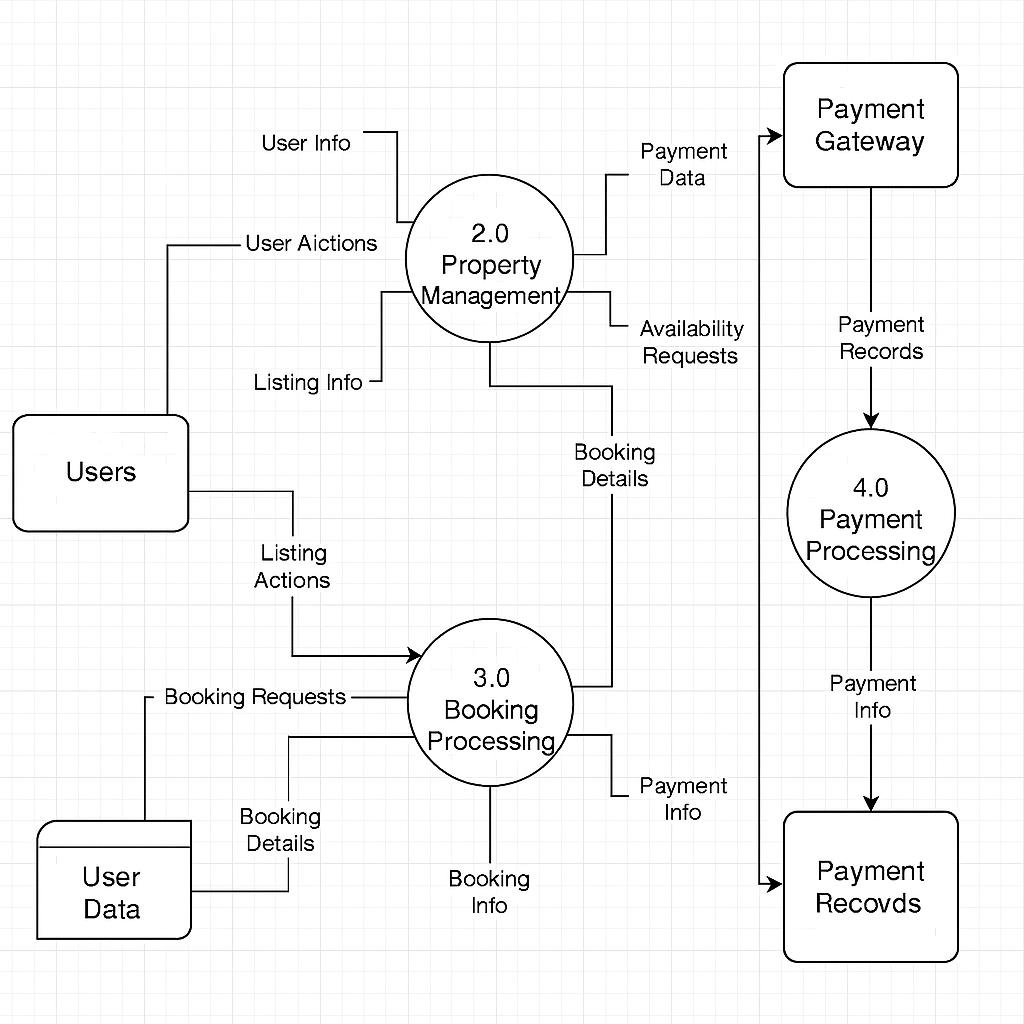 User Info
Payment
Data
Payment
Gateway
2.0
Property
Management
User Aictions
Availability
Requests
Payment
Records
Listing Info
Users
Booking
Details
4.0
Payment
Processing
Listing
Actions
3.0
Booking
Processing
Booking Requests
Payment
Info
Payment
Info
Booking
Details
User
Data
Booking
Info
Payment
Recovds